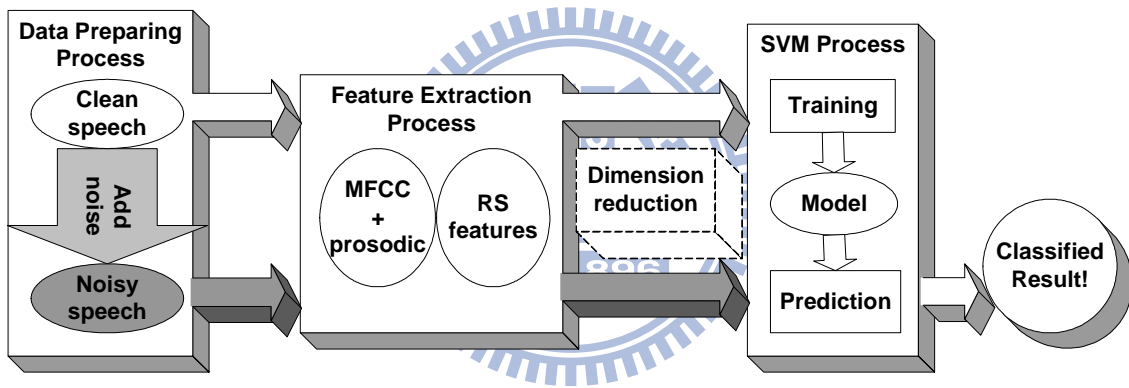 Data Preparing
Process
Clean
speech
Add
noise
Noisy
speech
Feature Extraction
Process
MFCC
+
prosodic
RS
features
Dimension
reduction
SVM Process
Training
Model
Prediction
Classified
Result!
896